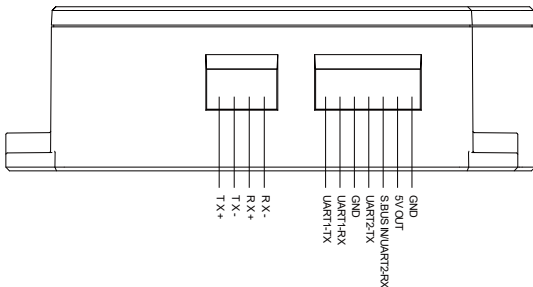 TX+
TX-
RX+
RX-
UART1-TX
UART1-RX
GND
UART2-TX
S.BUS IN/UART2-RX
5V OUT
GND